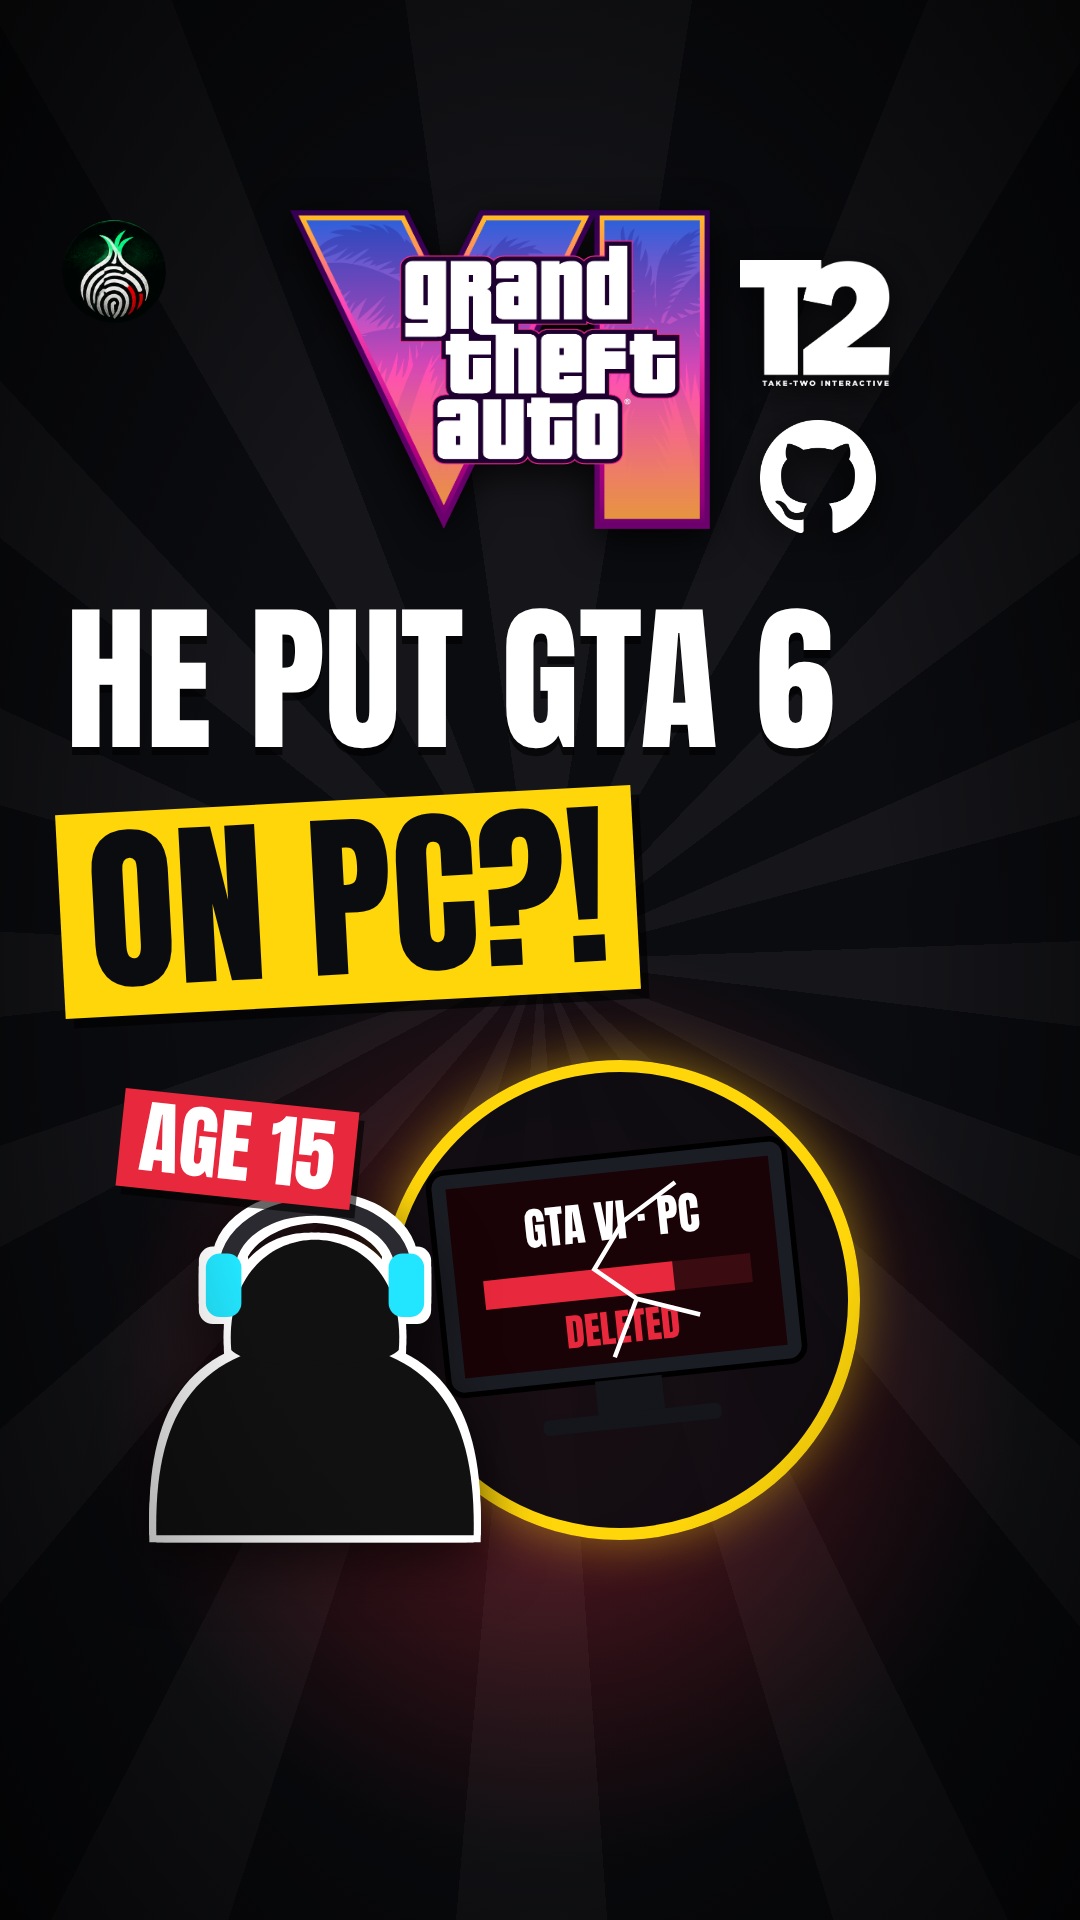 grand
theft
auto
®
T2
TAKE-TWO INTERACTIVE
HE PUT GTA 6
ON PC?!
AGE 15
GTA VI · PC
DELETED